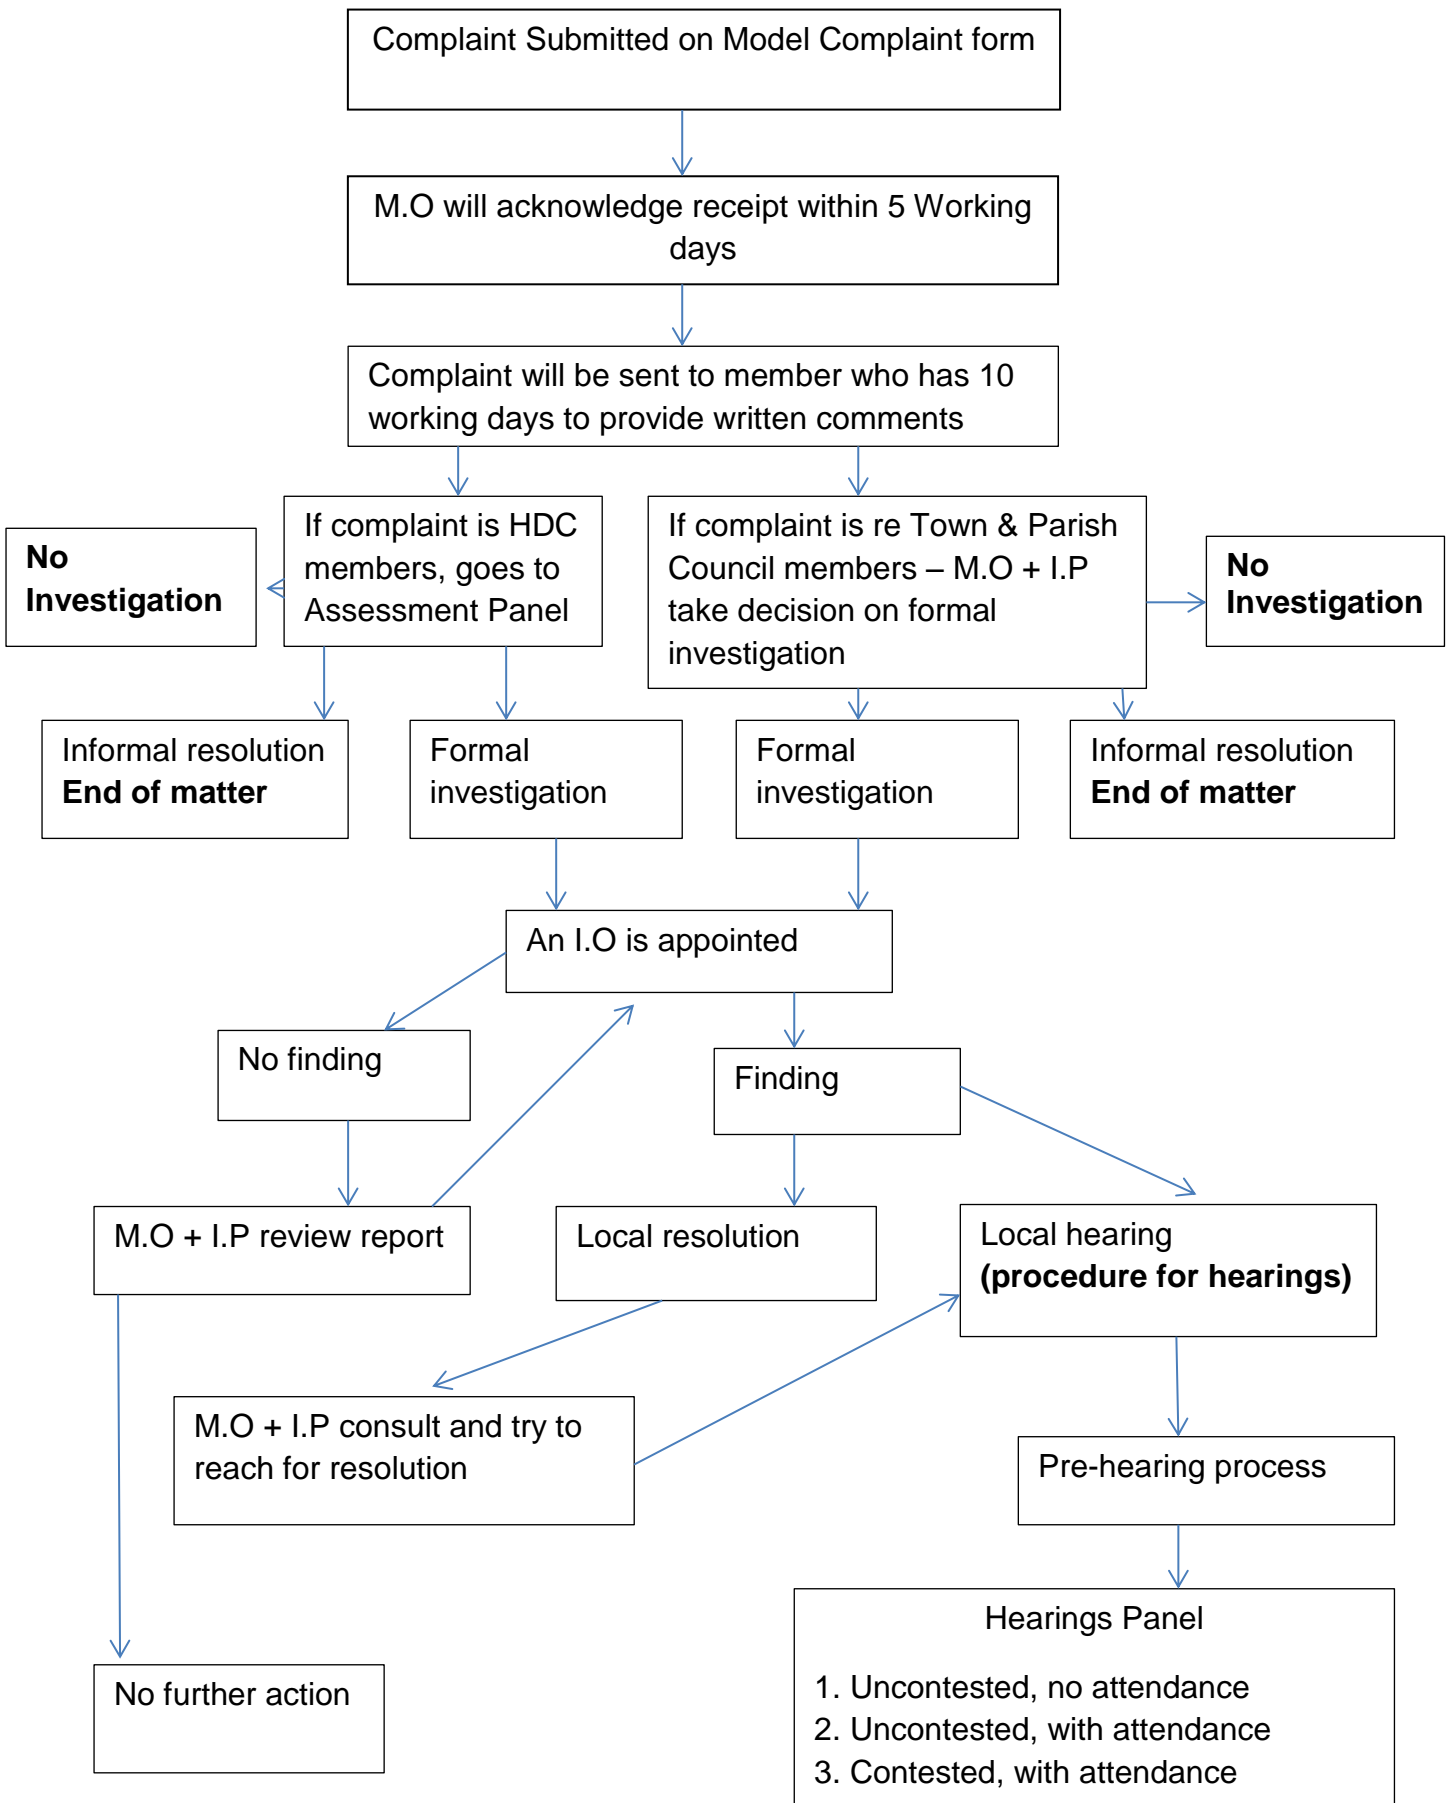 Complaint Submitted on Model Complaint form
M.O will acknowledge receipt within 5 Working
days
Complaint will be sent to member who has 10
working days to provide written comments
No
Investigation
If complaint is HDC
members, goes to
Assessment Panel
If complaint is re Town & Parish
Council members – M.O + I.P
take decision on formal
investigation
No
Investigation
Informal resolution
End of matter
Formal
investigation
Formal
investigation
Informal resolution
End of matter
An I.O is appointed
No finding
Finding
M.O + I.P review report
Local resolution
Local hearing
(procedure for hearings)
M.O + I.P consult and try to
reach for resolution
Pre-hearing process
No further action
Hearings Panel
1. Uncontested, no attendance
2. Uncontested, with attendance
3. Contested, with attendance